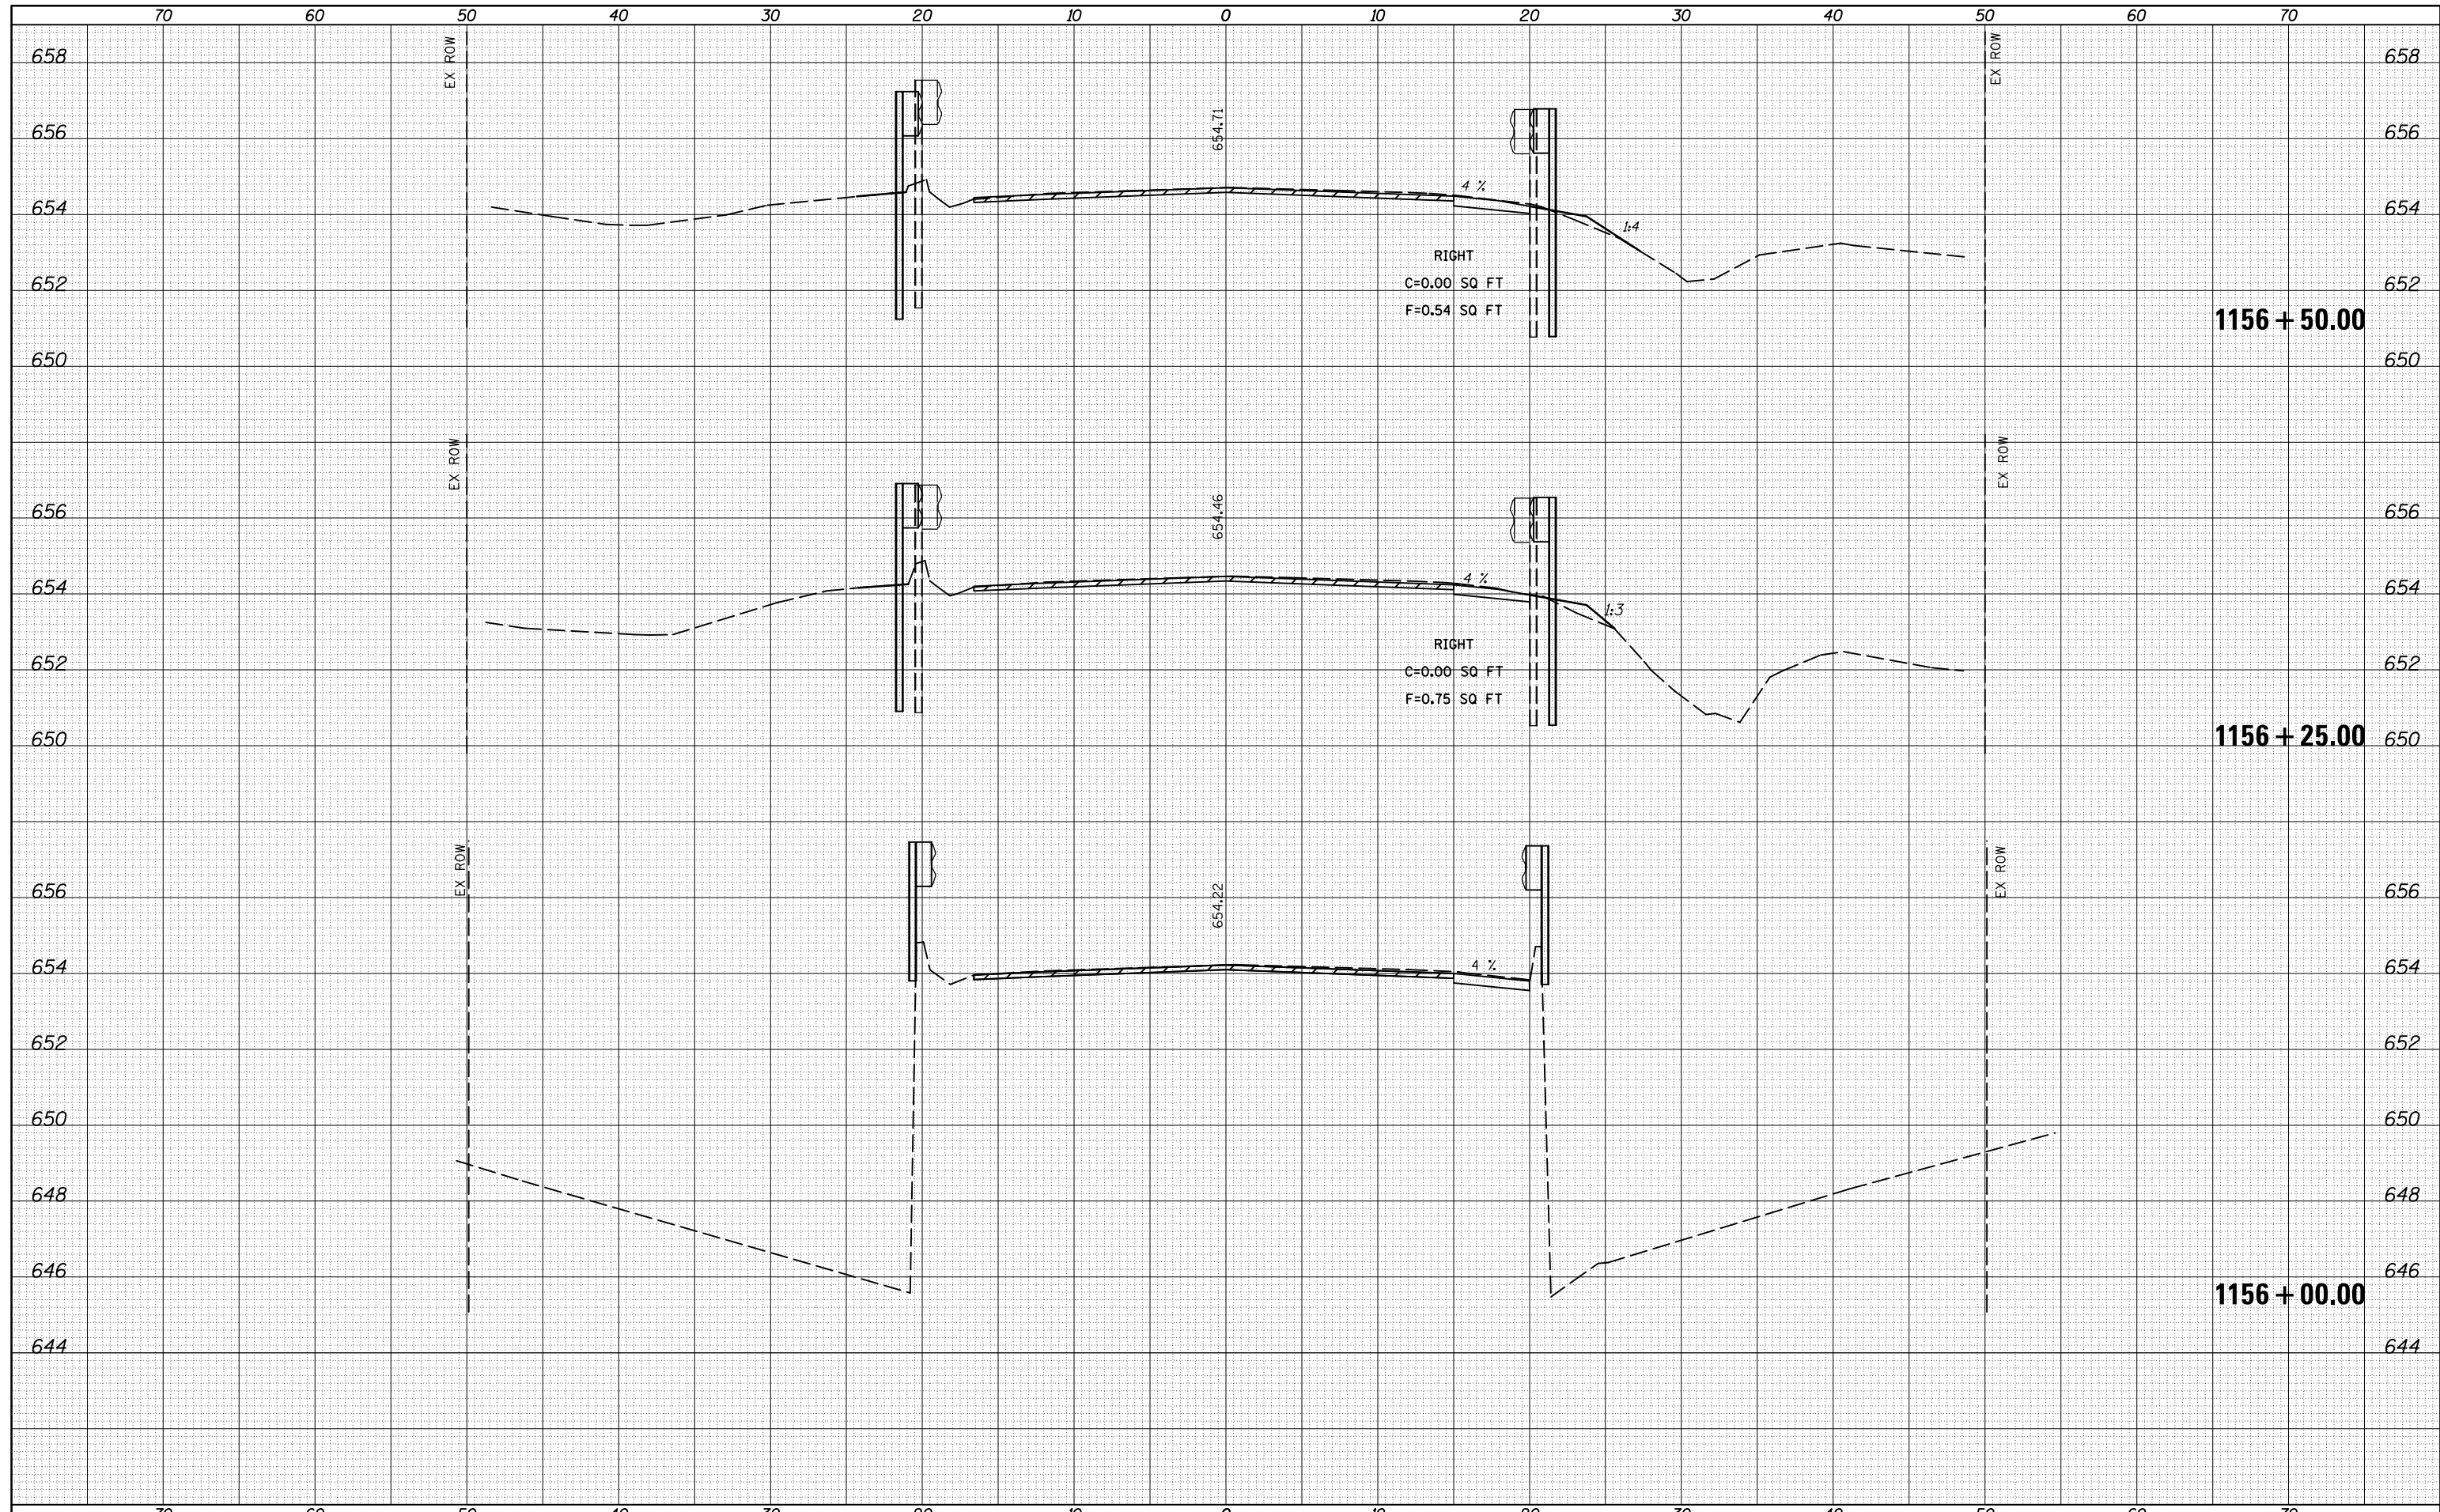 70 60 50 40 30 20 10 0 10 20 30 40 50 60 70
EX ROW
EX ROW
658 658
656 654.71 656
654 4 % 654
1:4
RIGHT
C=0.00 SQ FT
652 652
F=0.54 SQ FT
1156+50.00
650 650
EX ROW
EX ROW
656 654.46 656
654 4 % 654
1:3
RIGHT
652 C=0.00 SQ FT 652
F=0.75 SQ FT
650 1156+25.00 650
EX ROW
EX ROW
656 654.22 656
654 4 % 654
652 652
650 650
648 648
646 646
1156+00.00
644 644